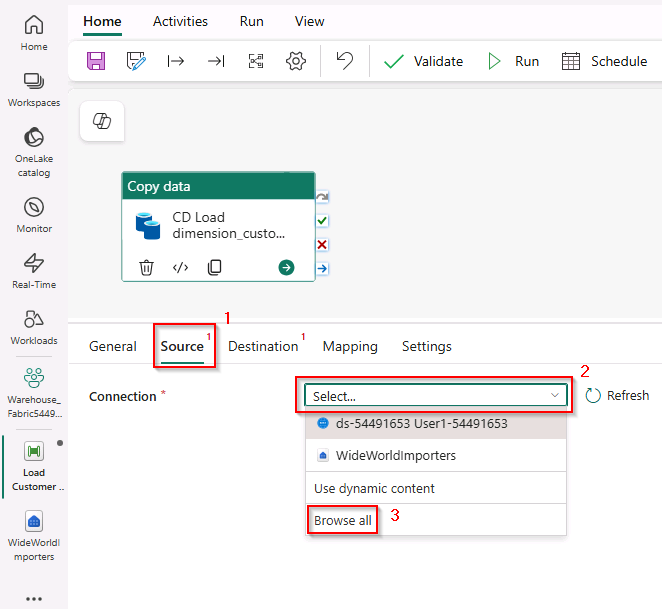 Home
Activities
Run
View
Home
Workspaces
OneLake
catalog
Monitor
Real-Time
Workloads
Warehouse_
Fabric5449...
Load
Customer ..
WideWorldI
mporters
Validate
Run
Schedule
Copy data
CD Load
dimension_custo...
1
General
Source 1
Destination 1
Mapping
Settings
2
Connection *
Select...
Refresh
ds-54491653 User1-54491653
WideWorldImporters
Use dynamic content
Browse all
3